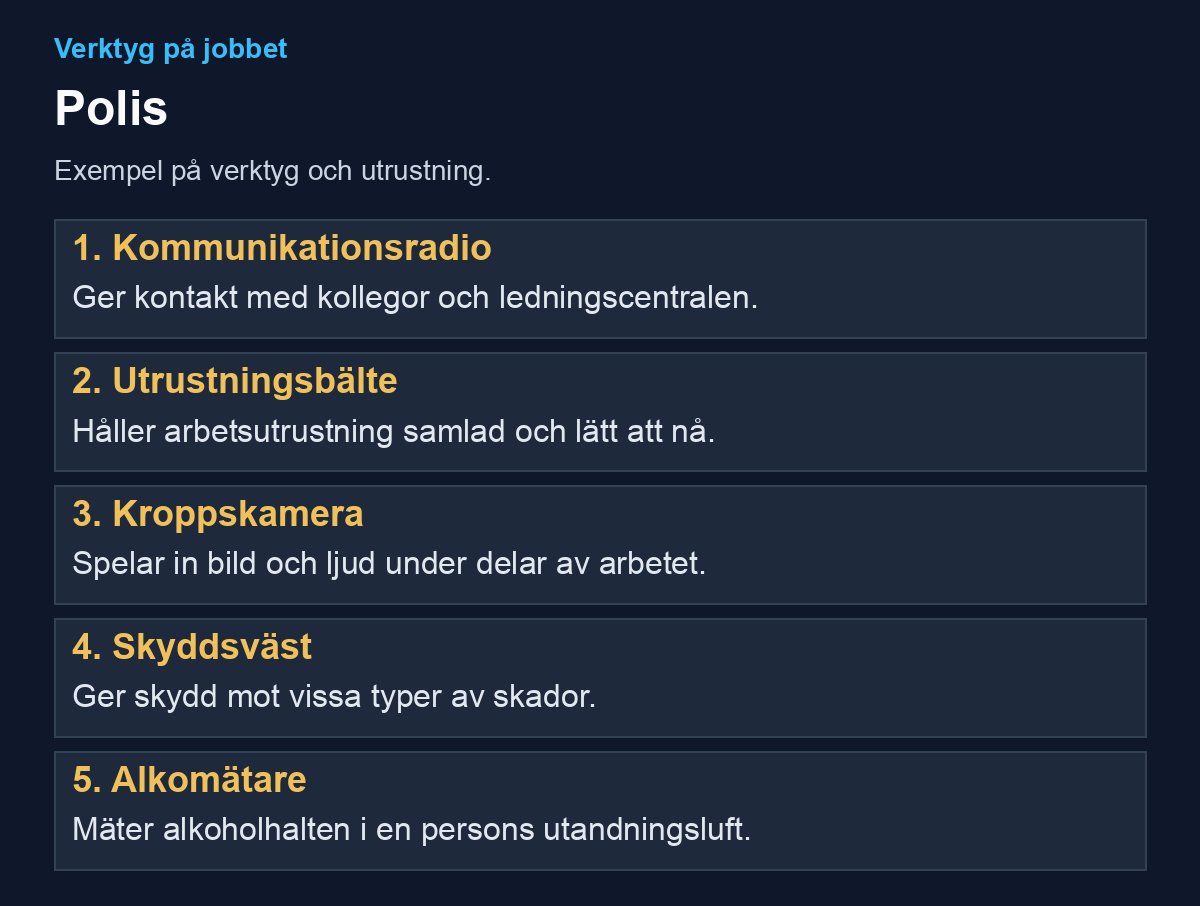 Verktyg på jobbet
Polis
Exempel på verktyg och utrustning.
1. Kommunikationsradio
Ger kontakt med kollegor och ledningscentralen.
2. Utrustningsbälte
Håller arbetsutrustning samlad och lätt att nå.
3. Kroppskamera
Spelar in bild och ljud under delar av arbetet.
4. Skyddsväst
Ger skydd mot vissa typer av skador.
5. Alkomätare
Mäter alkoholhalten i en persons utandningsluft.